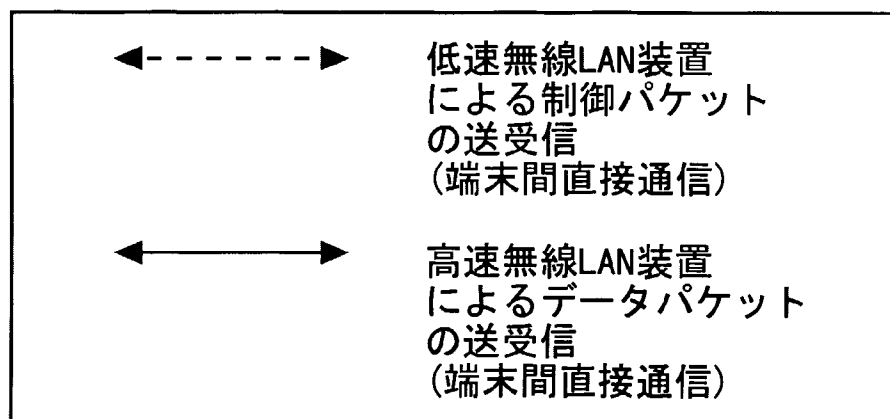 低速無線LAN装置
による制御パケット
の送受信
(端末間直接通信)
高速無線LAN装置
によるデータパケット
の送受信
(端末間直接通信)